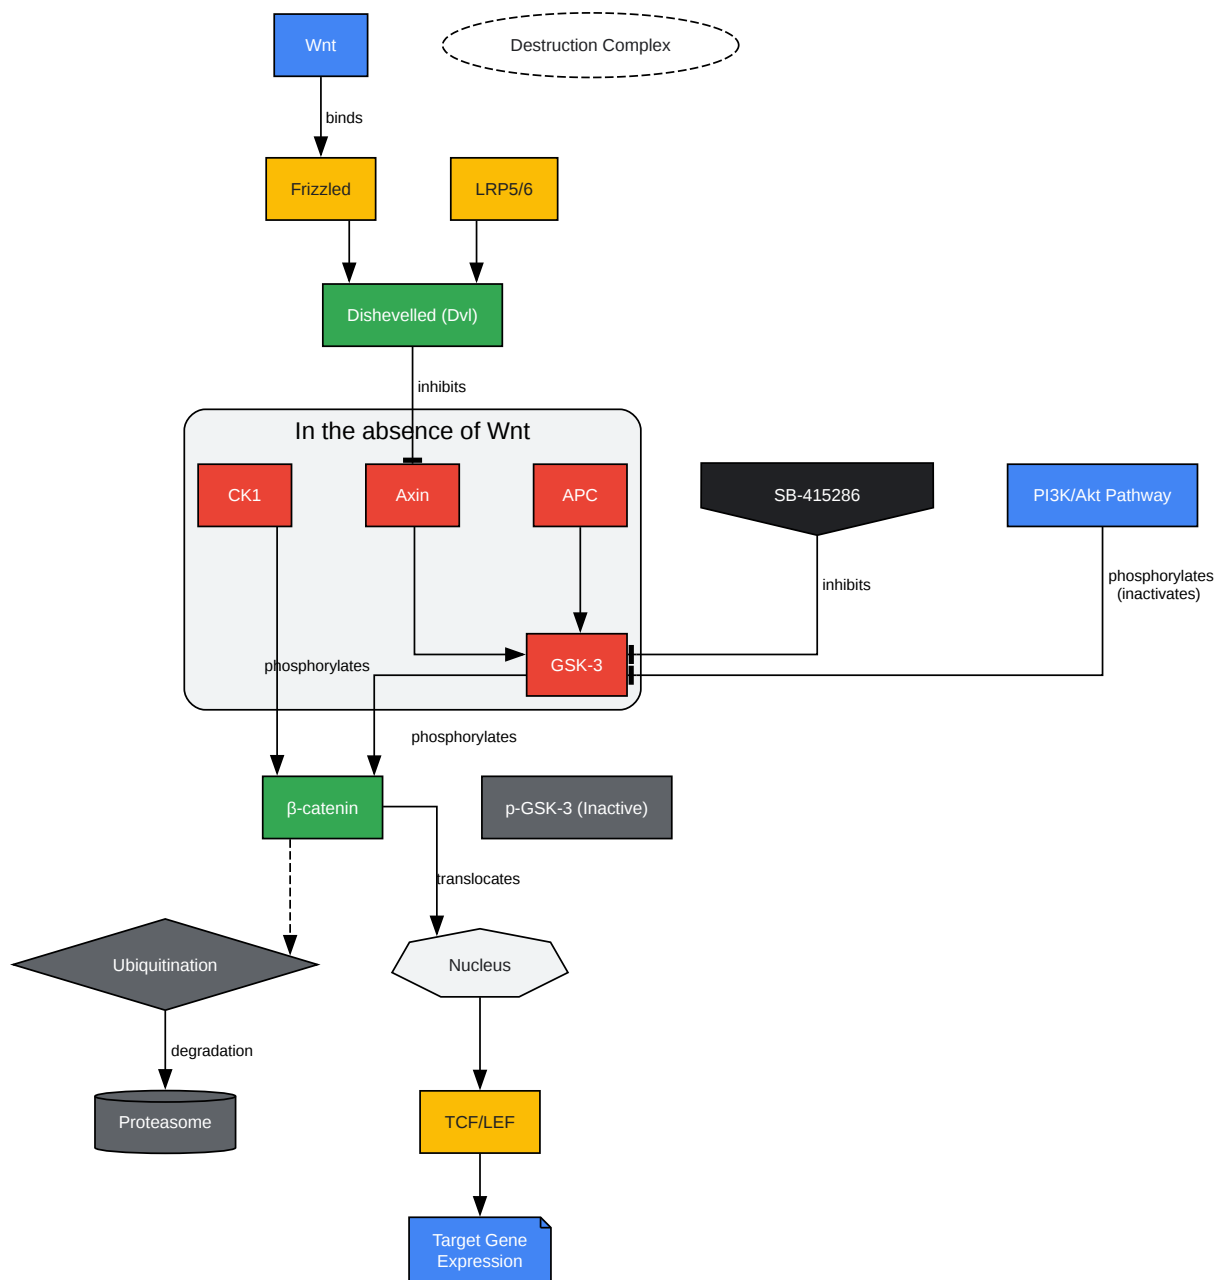 Wnt
Destruction Complex
binds
Frizzled
LRP5/6
Dishevelled (Dvl)
inhibits
In the absence of Wnt
CK1
Axin
APC
SB-415286
PI3K/Akt Pathway
inhibits
phosphorylates
(inactivates)
phosphorylates
GSK-3
phosphorylates
β-catenin
p-GSK-3 (Inactive)
translocates
Ubiquitination
Nucleus
degradation
Proteasome
TCF/LEF
Target Gene
Expression